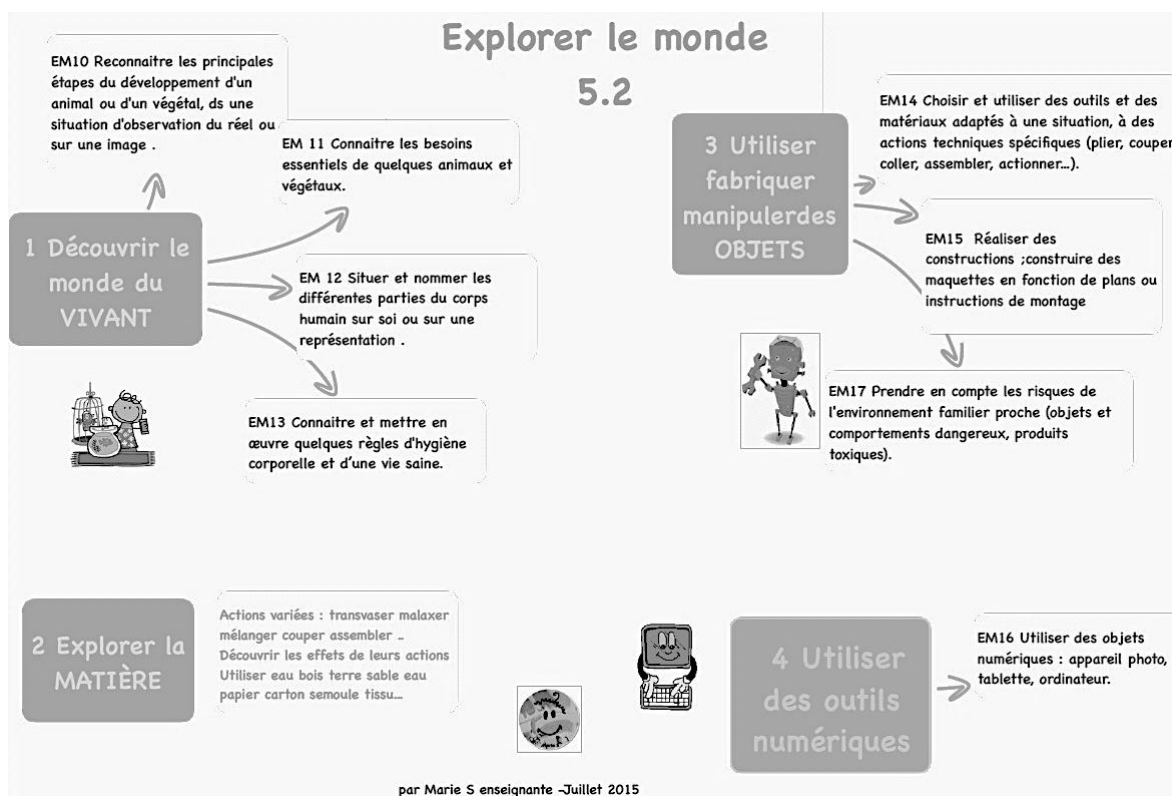 Explorer le monde
5.2
EM10 Reconnaitre les principales
étapes du développement d'un
animal ou d'un végétal, ds une
situation d'observation du réel ou
sur une image .
EM 11 Connaitre les besoins
essentiels de quelques animaux et
végétaux.
1 Découvrir le
monde du
VIVANT
EM 12 Situer et nommer les
différentes parties du corps
humain sur soi ou sur une
représentation .
EM13 Connaitre et mettre en
œuvre quelques règles d'hygiène
corporelle et d'une vie saine.
3 Utiliser
fabriquer
manipulerdes
OBJETS
EM14 Choisir et utiliser des outils et des
matériaux adaptés à une situation, à des
actions techniques spécifiques (plier, couper
coller, assembler, actionner...).
EM15 Réaliser des
constructions ;construire des
maquettes en fonction de plans ou
instructions de montage
EM17 Prendre en compte les risques de
l'environnement familier proche (objets et
comportements dangereux, produits
toxiques).
2 Explorer la
MATIÈRE
Actions variées : transvaser malaxer
mélanger couper assembler ..
Découvrir les effets de leurs actions
Utiliser eau bois terre sable eau
papier carton semoule tissu...
4 Utiliser
des outils
numériques
EM16 Utiliser des objets
numériques : appareil photo,
tablette, ordinateur.
par Marie S enseignante -Juillet 2015